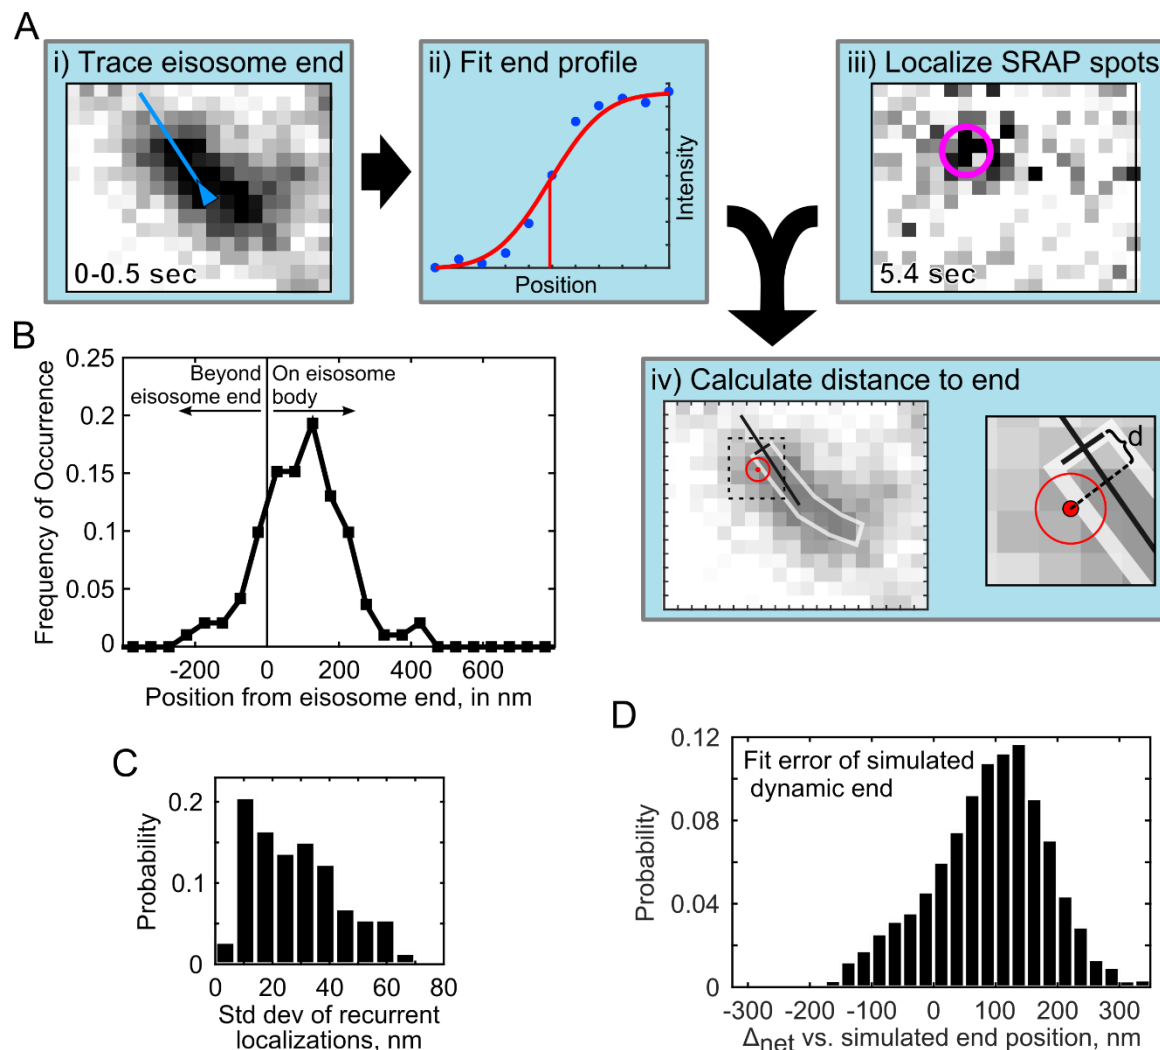 A
i) Trace eisosome end
0-0.5 sec
ii) Fit end profile
Intensity
Position
iii) Localize SRAP spots
5.4 sec
B
0.25
0.2
0.15
0.1
0.05
0
Frequency of Occurrence
Beyond
eisosome end
On eisosome
body
-200 0 200 400 600
Position from eisosome end, in nm
iv) Calculate distance to end
d
C
0.2
0.1
0
Probability
0 20 40 60 80
Std dev of recurrent
localizations, nm
D
0.12
0.08
0.04
0
Probability
Fit error of simulated
dynamic end
-300 -200 -100 0 100 200 300
Δnet vs. simulated end position, nm